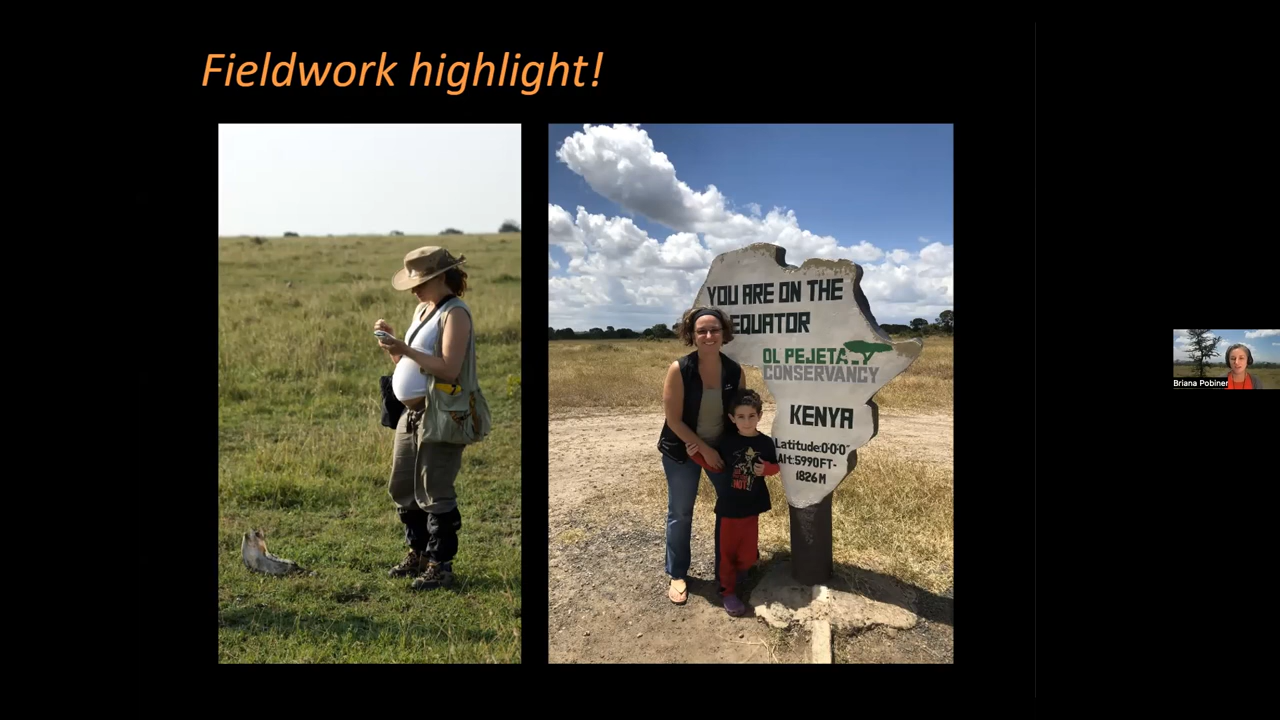 Fieldwork highlight!
YOU ARE ON THE
EQUATOR
OL PEJETA
CONSERVANCY
KENYA
Latitude:0°0'0"
Alt:5990FT-
1826M
Briana Pobiner